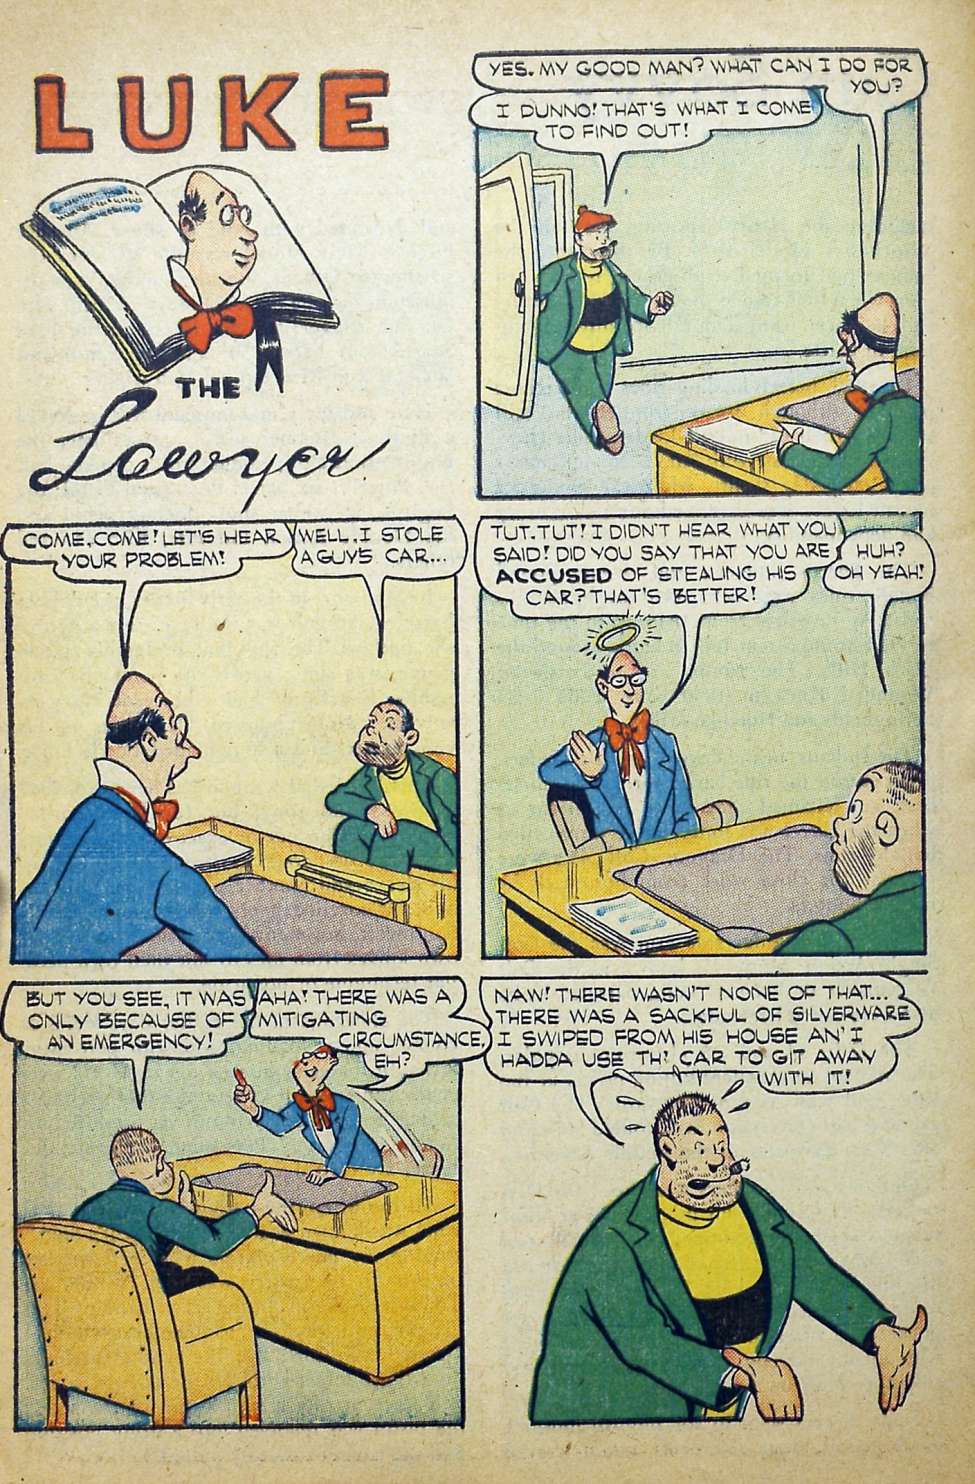 LUKE
THE
Lawyer
YES, MY GOOD MAN? WHAT CAN I DO FOR
YOU?
I DUNNO! THAT'S WHAT I COME
TO FIND OUT!
COME, COME! LET'S HEAR
YOUR PROBLEM!
WELL, I STOLE
A GUY'S CAR...
TUT, TUT! I DIDN'T HEAR WHAT YOU
SAID! DID YOU SAY THAT YOU ARE
ACCUSED OF STEALING HIS
CAR? THAT'S BETTER!
HUH?
OH YEAH!
BUT YOU SEE, IT WAS
ONLY BECAUSE OF
AN EMERGENCY!
AHA! THERE WAS A
MITIGATING
CIRCUMSTANCE,
EH?
NAW! THERE WASN'T NONE OF THAT...
THERE WAS A SACKFUL OF SILVERWARE
I SWIPED FROM HIS HOUSE AN' I
HADDA USE TH' CAR TO GIT AWAY
WITH IT!